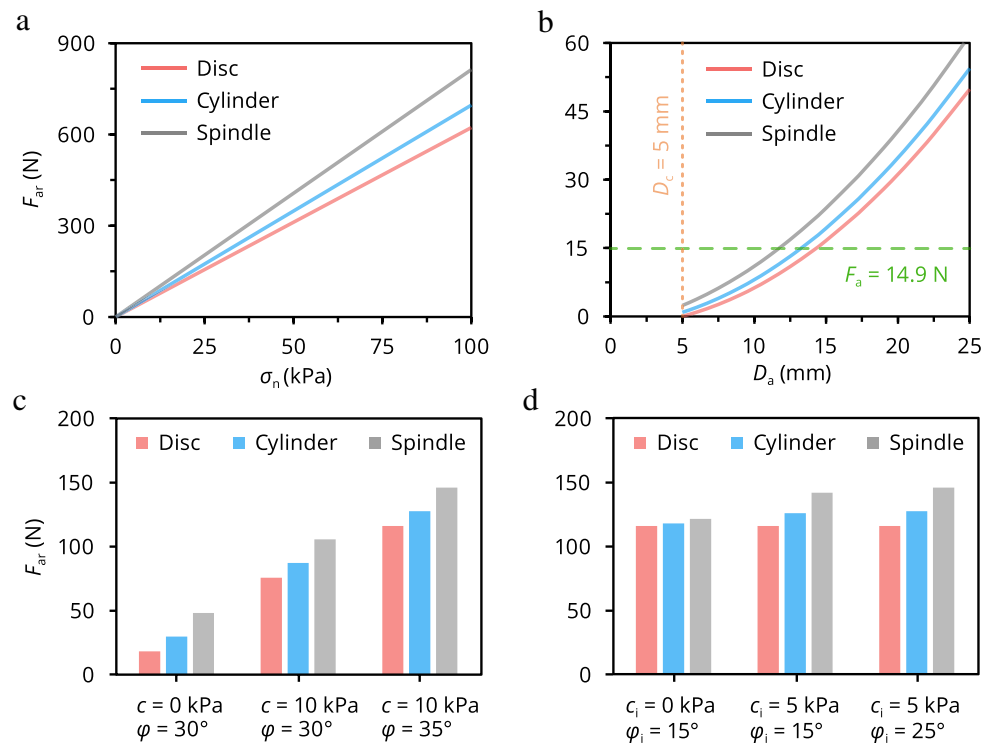 a
900
600
300
0
F_ar (N)
Disc
Cylinder
Spindle
0 25 50 75 100
σ_n (kPa)
b
60
45
30
15
0
D_c = 5 mm
Disc
Cylinder
Spindle
F_a = 14.9 N
0 5 10 15 20 25
D_a (mm)
c
200
150
100
50
0
F_ar (N)
Disc Cylinder Spindle
c = 0 kPa c = 10 kPa c = 10 kPa
φ = 30° φ = 30° φ = 35°
d
200
150
100
50
0
Disc Cylinder Spindle
c_i = 0 kPa c_i = 5 kPa c_i = 5 kPa
φ_i = 15° φ_i = 15° φ_i = 25°